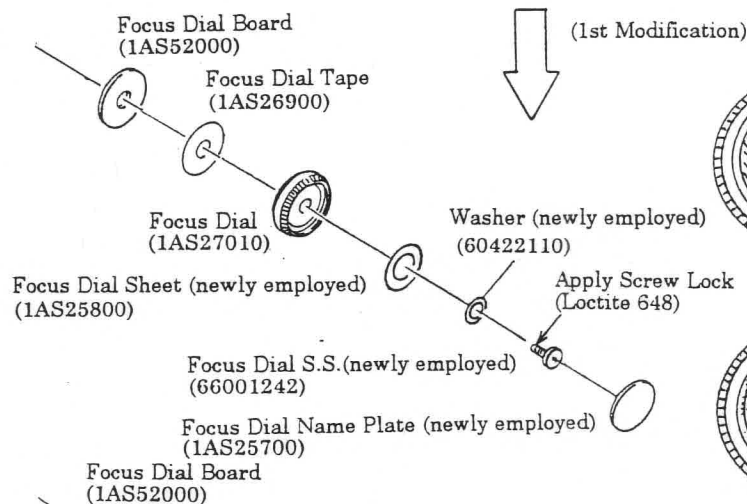 Focus Dial Board
(1AS52000)
(1st Modification)
Focus Dial Tape
(1AS26900)
Focus Dial
(1AS27010)
Washer (newly employed)
(60422110)
Focus Dial Sheet (newly employed)
(1AS25800)
Apply Screw Lock
(Loctite 648)
Focus Dial S.S.(newly employed)
(66001242)
Focus Dial Name Plate (newly employed)
(1AS25700)
Focus Dial Board
(1AS52000)